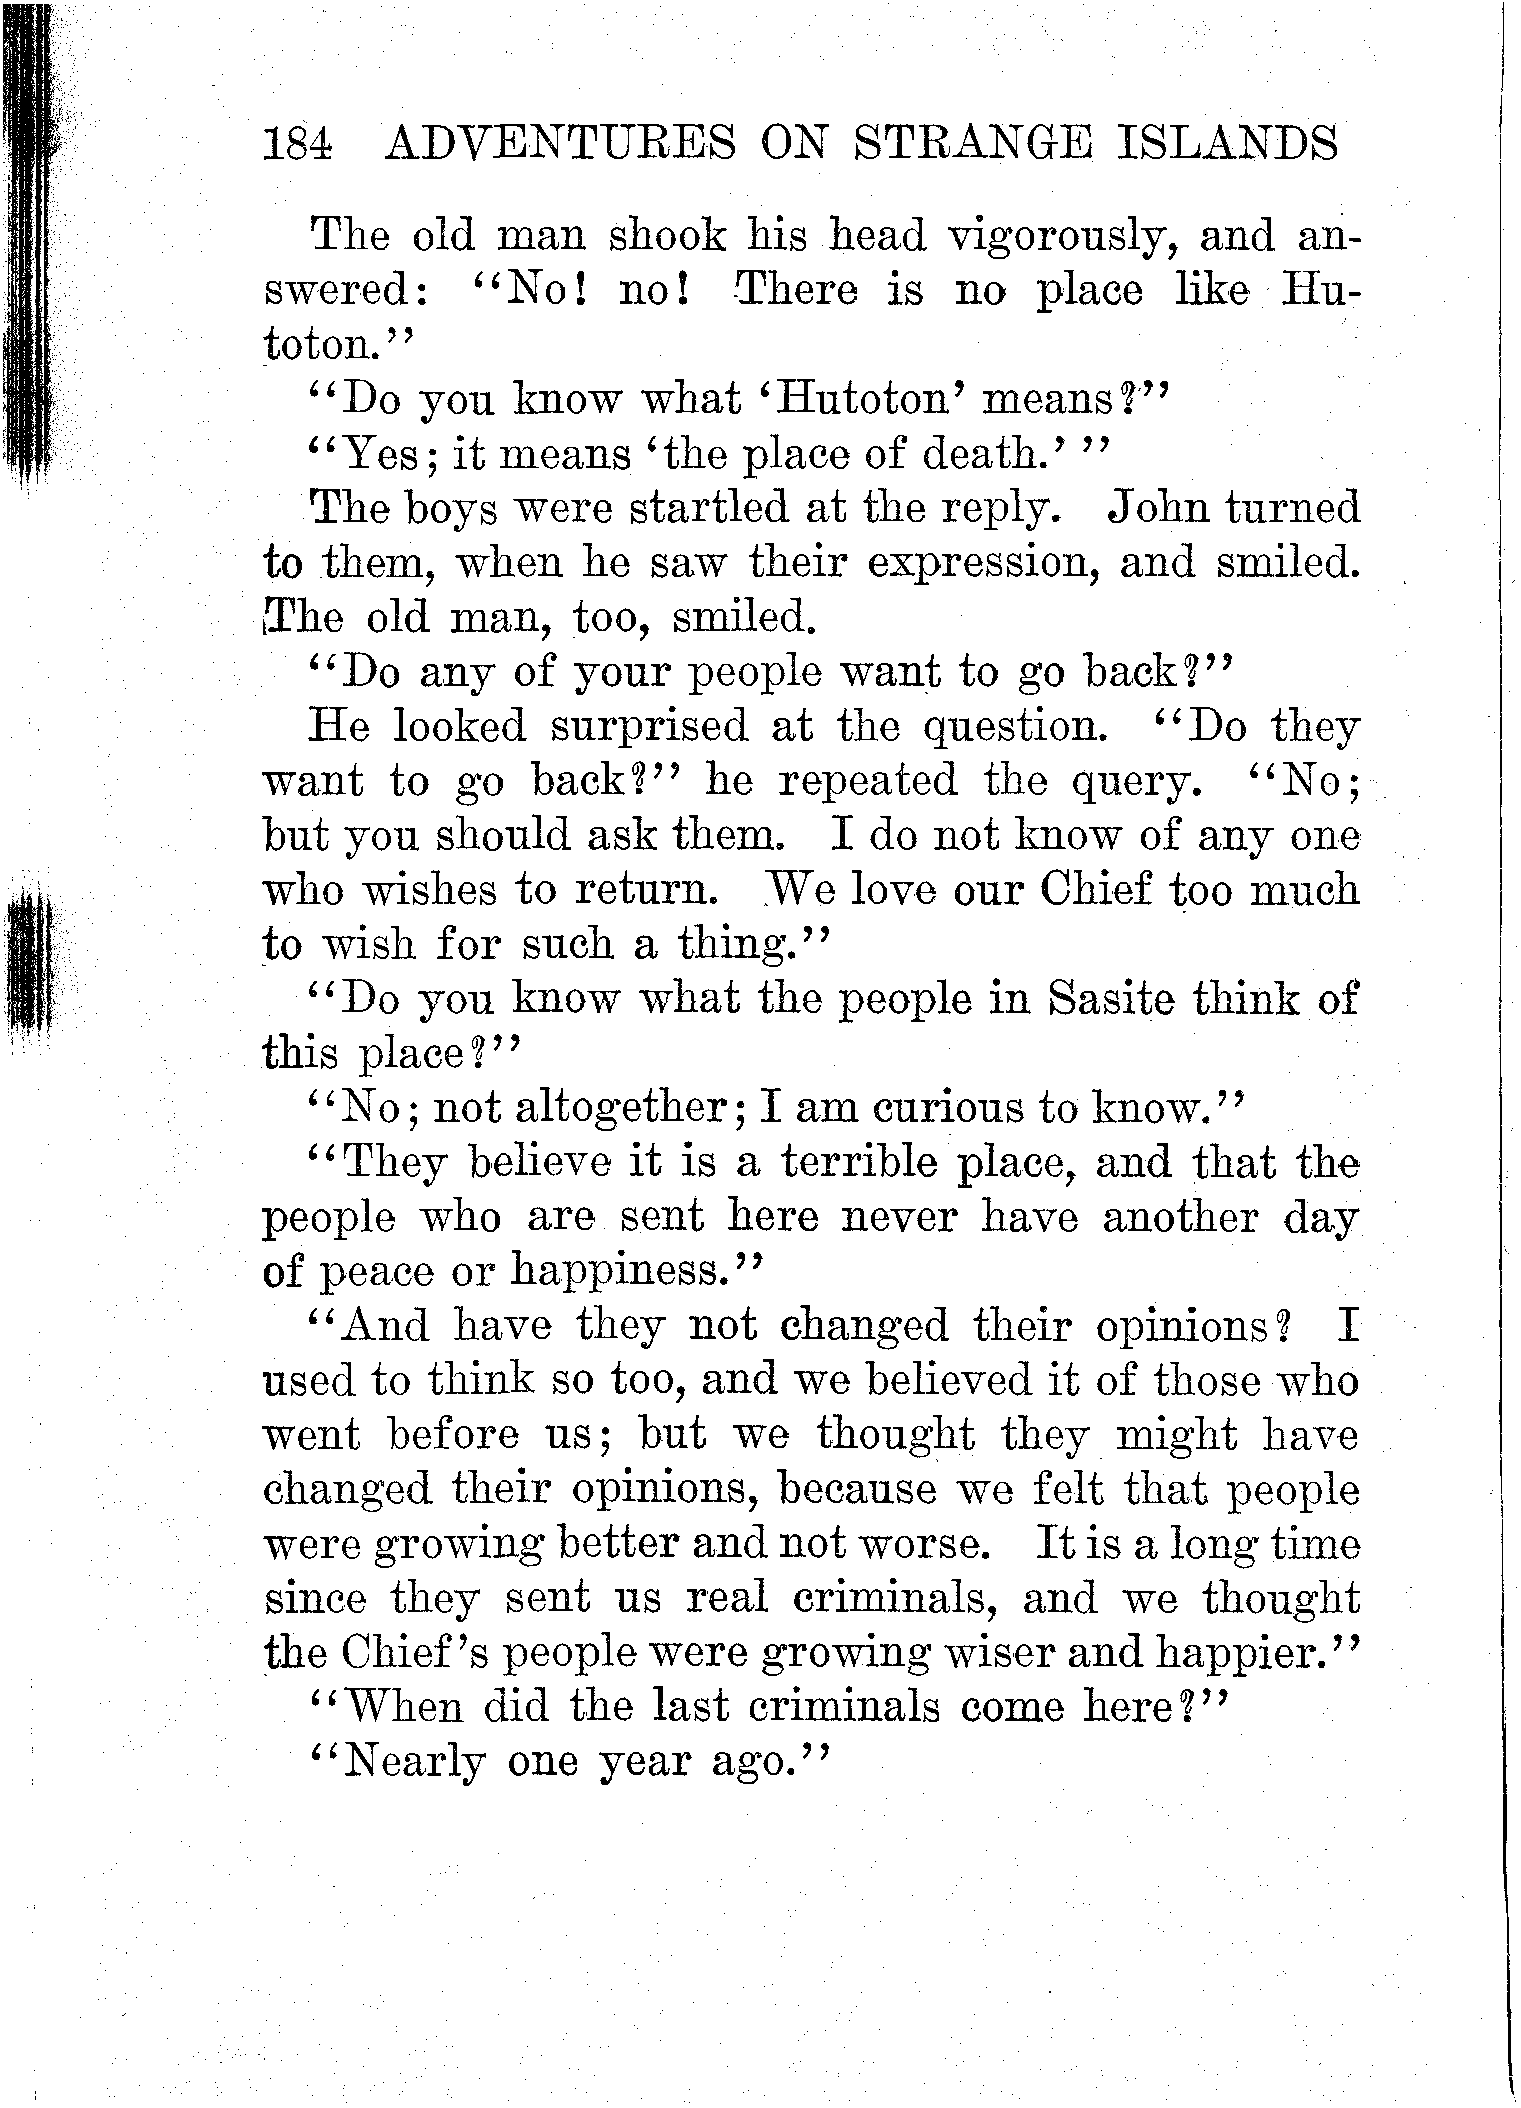 184 ADVENTURES ON STRANGE ISLANDS
The old man shook his head vigorously, and an-
swered: "No! no! There is no place like Hu-
toton."
"Do you know what 'Hutoton' means?"
"Yes; it means 'the place of death.' "
The boys were startled at the reply. John turned
to them, when he saw their expression, and smiled.
The old man, too, smiled.
"Do any of your people want to go back?"
He looked surprised at the question. "Do they
want to go back?" he repeated the query. "No;
but you should ask them. I do not know of any one
who wishes to return. We love our Chief too much
to wish for such a thing."
"Do you know what the people in Sasite think of
this place?"
"No; not altogether; I am curious to know."
"They believe it is a terrible place, and that the
people who are sent here never have another day
of peace or happiness."
"And have they not changed their opinions? I
used to think so too, and we believed it of those who
went before us; but we thought they might have
changed their opinions, because we felt that people
were growing better and not worse. It is a long time
since they sent us real criminals, and we thought
the Chief's people were growing wiser and happier."
"When did the last criminals come here?"
"Nearly one year ago."